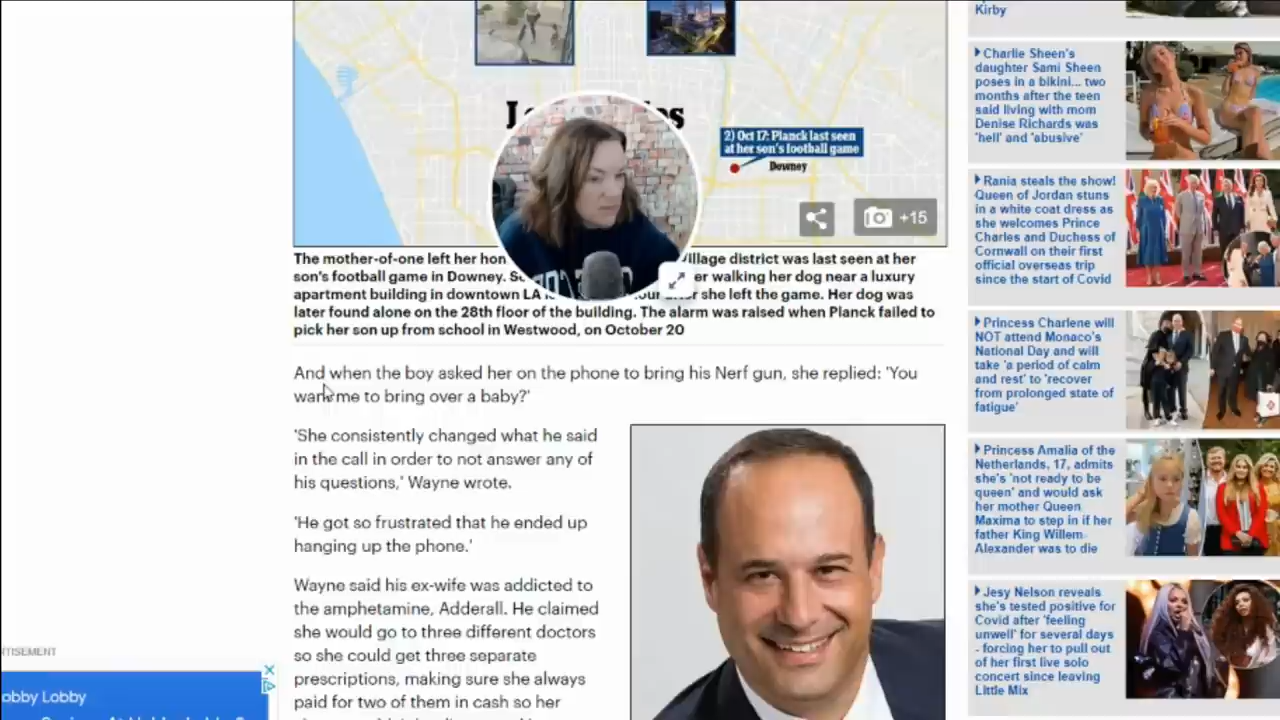 2) Oct 17: Planck last seen
at her son's football game
Downey
+15
The mother-of-one left her hom
illage district was last seen at her
son's football game in Downey. S
er walking her dog near a luxury
apartment building in downtown LA
she left the game. Her dog was
later found alone on the 28th floor of the building. The alarm was raised when Planck failed to
pick her son up from school in Westwood, on October 20
And when the boy asked her on the phone to bring his Nerf gun, she replied: 'You
want me to bring over a baby?'
'She consistently changed what he said
in the call in order to not answer any of
his questions,' Wayne wrote.
'He got so frustrated that he ended up
hanging up the phone.'
Wayne said his ex-wife was addicted to
the amphetamine, Adderall. He claimed
she would go to three different doctors
so she could get three separate
prescriptions, making sure she always
paid for two of them in cash so her
TISEMENT
obby Lobby
Kirby
Charlie Sheen's
daughter Sami Sheen
poses in a bikini... two
months after the teen
said living with mom
Denise Richards was
'hell' and 'abusive'
Rania steals the show!
Queen of Jordan stuns
in a white coat dress as
she welcomes Prince
Charles and Duchess of
Cornwall on their first
official overseas trip
since the start of Covid
Princess Charlene will
NOT attend Monaco's
National Day and will
take 'a period of calm
and rest' to 'recover
from prolonged state of
fatigue'
Princess Amalia of the
Netherlands, 17, admits
she's 'not ready to be
queen' and would ask
her mother Queen
Maxima to step in if her
father King Willem-
Alexander was to die
Jesy Nelson reveals
she's tested positive for
Covid after 'feeling
unwell' for several days
- forcing her to pull out
of her first live solo
concert since leaving
Little Mix